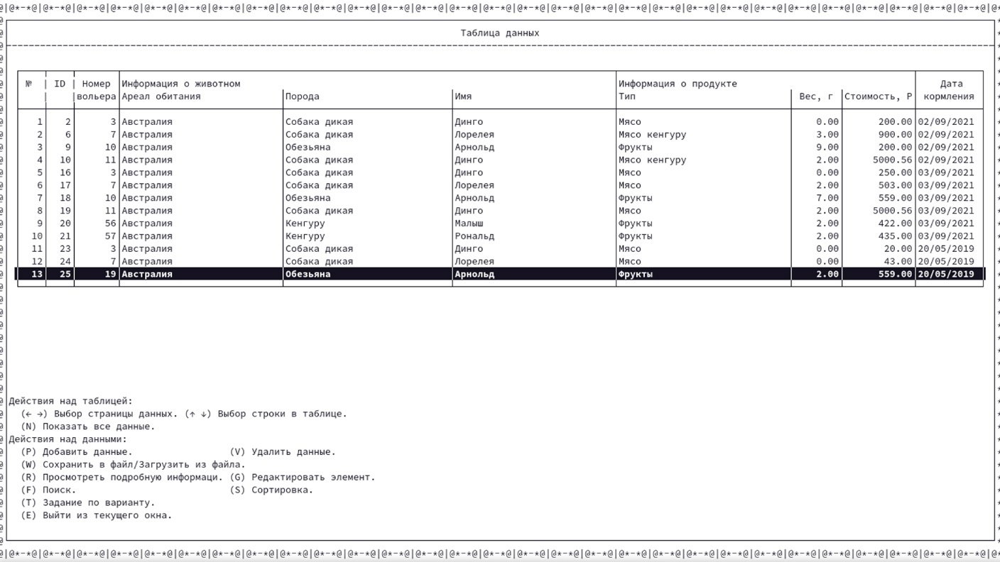 Таблица данных
№ | ID | Номер Информация о животном Информация о продукте Дата
| |вольера Ареал обитания Порода Имя Тип Вес, г Стоимость, Р кормления
1 2 3 Австралия Собака дикая Динго Мясо 0.00 200.00 02/09/2021
2 6 7 Австралия Собака дикая Лорелея Мясо кенгуру 3.00 900.00 02/09/2021
3 9 10 Австралия Обезьяна Арнольд Фрукты 9.00 200.00 02/09/2021
4 10 11 Австралия Собака дикая Динго Мясо кенгуру 2.00 5000.56 02/09/2021
5 16 3 Австралия Собака дикая Динго Мясо 0.00 250.00 03/09/2021
6 17 7 Австралия Собака дикая Лорелея Мясо 2.00 503.00 03/09/2021
7 18 10 Австралия Обезьяна Арнольд Фрукты 7.00 559.00 03/09/2021
8 19 11 Австралия Собака дикая Динго Мясо 2.00 5000.56 03/09/2021
9 20 56 Австралия Кенгуру Малыш Фрукты 2.00 422.00 03/09/2021
10 21 57 Австралия Кенгуру Рональд Фрукты 2.00 435.00 03/09/2021
11 23 3 Австралия Собака дикая Динго Мясо 0.00 20.00 20/05/2019
12 24 7 Австралия Собака дикая Лорелея Мясо 0.00 43.00 20/05/2019
13 25 19 Австралия Обезьяна Арнольд Фрукты 2.00 559.00 20/05/2019
Действия над таблицей:
(← →) Выбор страницы данных. (↑ ↓) Выбор строки в таблице.
(N) Показать все данные.
Действия над данными:
(P) Добавить данные. (V) Удалить данные.
(W) Сохранить в файл/Загрузить из файла.
(R) Просмотреть подробную информаци. (G) Редактировать элемент.
(F) Поиск. (S) Сортировка.
(T) Задание по варианту.
(E) Выйти из текущего окна.